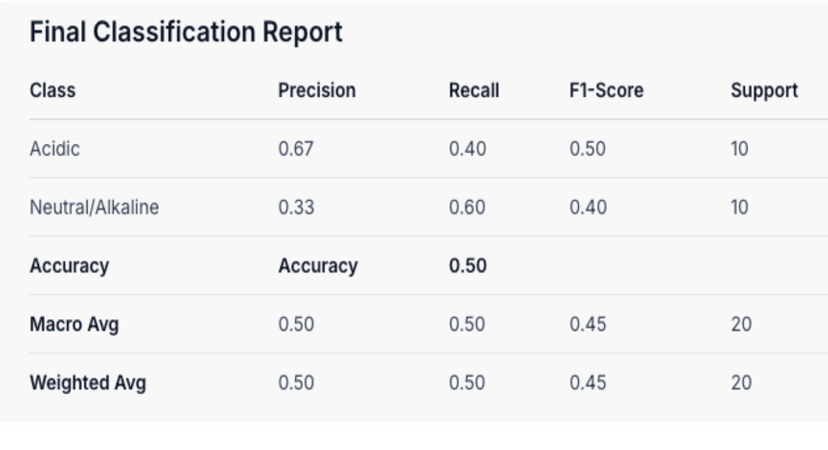 Final Classification Report
Class Precision Recall F1-Score Support
Acidic 0.67 0.40 0.50 10
Neutral/Alkaline 0.33 0.60 0.40 10
Accuracy Accuracy 0.50
Macro Avg 0.50 0.50 0.45 20
Weighted Avg 0.50 0.50 0.45 20